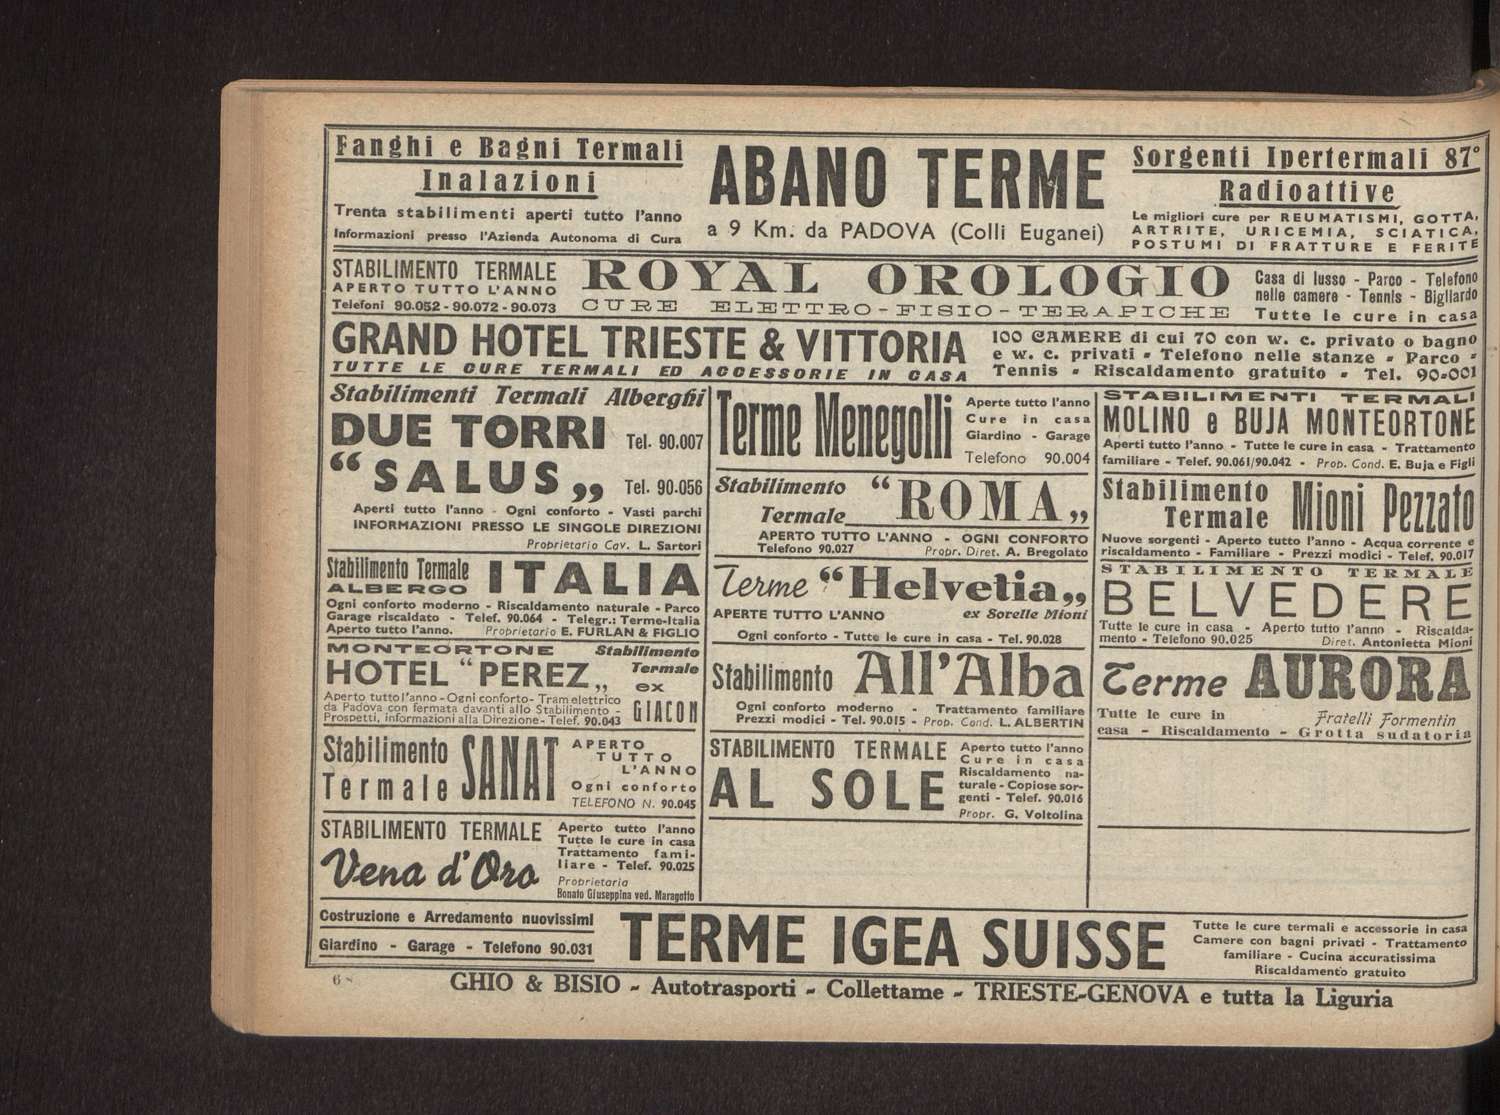 Fanghi e Bagni Termali
Inalazioni
Trenta stabilimenti aperti tutto l'anno
Informazioni presso l'Azienda Autonoma di Cura
ABANO TERME
a 9 Km. da PADOVA (Colli Euganei)
Sorgenti Ipertermali 87°
Radioattive
Le migliori cure per REUMATISMI, GOTTA,
ARTRITE, URICEMIA, SCIATICA,
POSTUMI DI FRATTURE E FERITE
STABILIMENTO TERMALE
APERTO TUTTO L'ANNO
Telefoni 90.052 - 90.072 - 90.073
ROYAL OROLOGIO
CURE ELETTRO-FISIO-TERAPICHE
Casa di lusso - Parco - Telefono
nelle camere - Tennis - Bigliardo
Tutte le cure in casa
GRAND HOTEL TRIESTE & VITTORIA
TUTTE LE CURE TERMALI ED ACCESSORIE IN CASA
100 CAMERE di cui 70 con w. c. privato o bagno
e w. c. privati - Telefono nelle stanze - Parco -
Tennis - Riscaldamento gratuito - Tel. 90-001
Stabilimenti Termali Alberghi
DUE TORRI Tel. 90.007
“SALUS„ Tel. 90.056
Aperti tutto l'anno - Ogni conforto - Vasti parchi
INFORMAZIONI PRESSO LE SINGOLE DIREZIONI
Proprietario Cav. L. Sartori
Stabilimento Termale
ALBERGO
ITALIA
Ogni conforto moderno - Riscaldamento naturale - Parco
Garage riscaldato - Telef. 90.064 - Telegr.: Terme-Italia
Aperto tutto l'anno. Proprietario E. FURLAN & FIGLIO
MONTEORTONE Stabilimento
HOTEL “PEREZ„ Termale
ex
GIACON
Aperto tutto l'anno - Ogni conforto - Tram elettrico
da Padova con fermata davanti allo Stabilimento -
Prospetti, informazioni alla Direzione - Telef. 90.043
Stabilimento
Termale
SANAT
APERTO
TUTTO
L'ANNO
Ogni conforto
TELEFONO N. 90.045
STABILIMENTO TERMALE
Vena d'Oro
Aperto tutto l'anno
Tutte le cure in casa
Trattamento fami-
liare - Telef. 90.025
Proprietaria
Bonato Giuseppina ved. Maragotto
Terme Menegolli
Aperte tutto l'anno
Cure in casa
Giardino - Garage
Telefono 90.004
Stabilimento
Termale
“ROMA„
APERTO TUTTO L'ANNO - OGNI CONFORTO
Telefono 90.027 Propr. Diret. A. Bregolato
Terme “Helvetia„
APERTE TUTTO L'ANNO ex Sorelle Mioni
Ogni conforto - Tutte le cure in casa - Tel. 90.028
Stabilimento All'Alba
Ogni conforto moderno - Trattamento familiare
Prezzi modici - Tel. 90.015 - Prop. Cond. L. ALBERTIN
STABILIMENTO TERMALE
AL SOLE
Aperto tutto l'anno
Cure in casa
Riscaldamento na-
turale - Copiose sor-
genti - Telef. 90.016
Propr. G. Voltolina
STABILIMENTI TERMALI
MOLINO e BUJA MONTEORTONE
Aperti tutto l'anno - Tutte le cure in casa - Trattamento
familiare - Telef. 90.061/90.042 - Prop. Cond. E. Buja e Figli
Stabilimento
Termale
Mioni Pezzato
Nuove sorgenti - Aperto tutto l'anno - Acqua corrente e
riscaldamento - Familiare - Prezzi modici - Telef. 90.017
STABILIMENTO TERMALE
BELVEDERE
Tutte le cure in casa - Aperto tutto l'anno - Riscalda-
mento - Telefono 90.025 Diret. Antonietta Mioni
Terme AURORA
Tutte le cure in Fratelli Formentin
casa - Riscaldamento - Grotta sudatoria
Costruzione e Arredamento nuovissimi
Giardino - Garage - Telefono 90.031
TERME IGEA SUISSE
Tutte le cure termali e accessorie in casa
Camere con bagni privati - Trattamento
familiare - Cucina accuratissima
Riscaldamento gratuito
GHIO & BISIO - Autotrasporti - Collettame - TRIESTE-GENOVA e tutta la Liguria